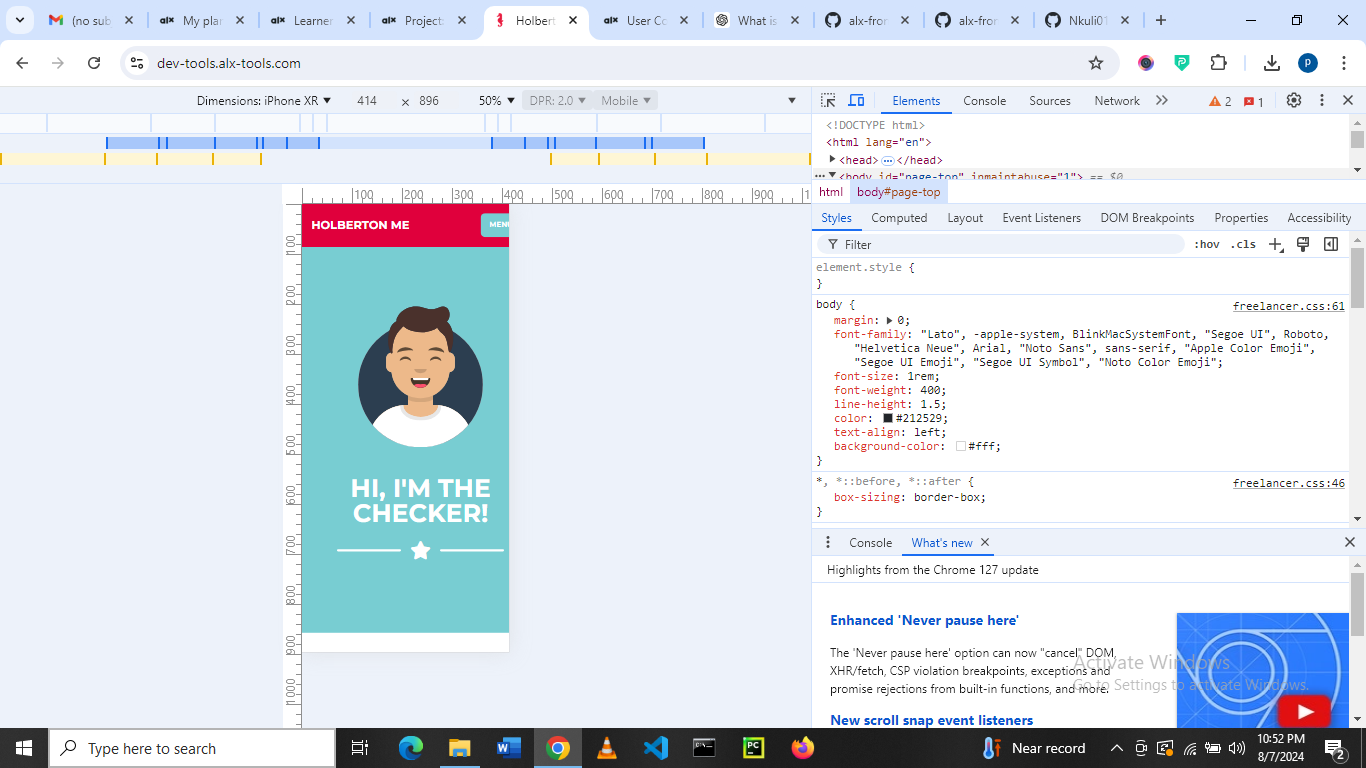 (no sub
My plan
Learner
Projects
Holbert
User Co
What is
alx-fron
alx-fron
Nkuli01
dev-tools.alx-tools.com
Dimensions: iPhone XR 414 × 896 50% DPR: 2.0 Mobile
Elements Console Sources Network 2 1
<!DOCTYPE html>
<html lang="en">
<head> </head>
<body id="page-top" inmaintabuse="1"> == $0
html body#page-top
Styles Computed Layout Event Listeners DOM Breakpoints Properties Accessibility
Filter :hov .cls
element.style {
}
body { freelancer.css:61
margin: 0;
font-family: "Lato", -apple-system, BlinkMacSystemFont, "Segoe UI", Roboto,
"Helvetica Neue", Arial, "Noto Sans", sans-serif, "Apple Color Emoji",
"Segoe UI Emoji", "Segoe UI Symbol", "Noto Color Emoji";
font-size: 1rem;
font-weight: 400;
line-height: 1.5;
color: #212529;
text-align: left;
background-color: #fff;
}
*, *::before, *::after { freelancer.css:46
box-sizing: border-box;
}
100 200 300 400 500 600 700 800 900
100
200
300
400
500
600
700
800
900
1000
HOLBERTON ME
HI, I'M THE
CHECKER!
Console What's new
Highlights from the Chrome 127 update
Enhanced 'Never pause here'
The 'Never pause here' option can now "cancel" DOM,
XHR/fetch, CSP violation breakpoints, exceptions and
promise rejections from built-in functions, and more.
New scroll snap event listeners
Activate Windows
Go to Settings to activate Windows.
Type here to search
Near record
10:52 PM
8/7/2024
2